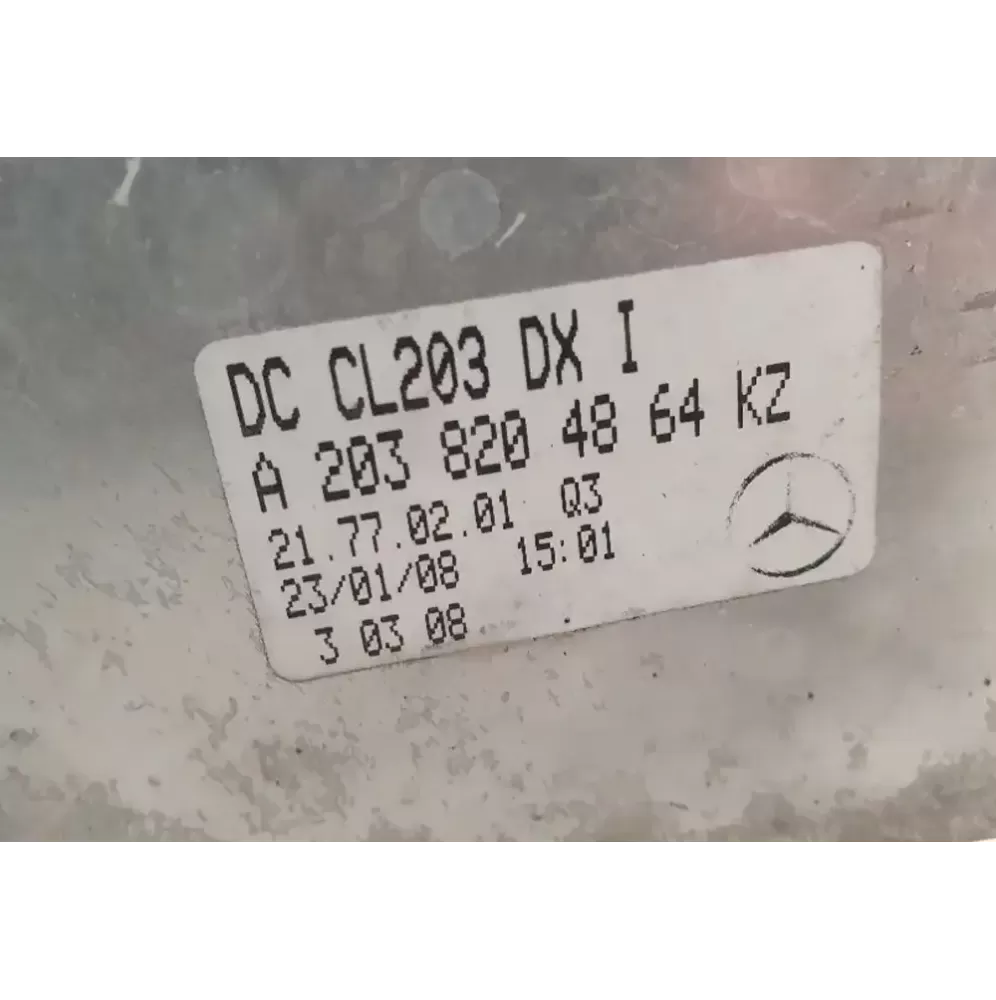 DC CL203 DX I
A 203 820 48 64 KZ
21.77.02.01 Q3
23/01/08 15:01
3 03 08